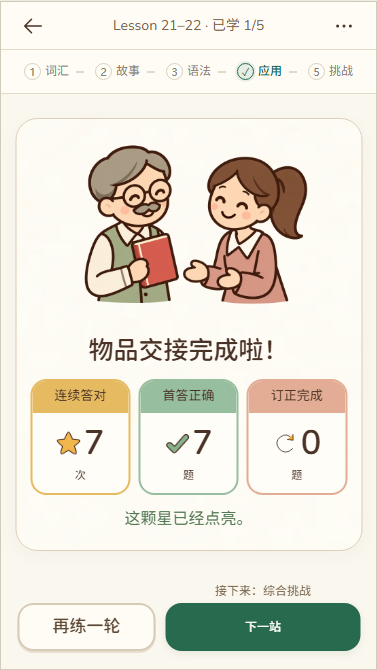 Lesson 21–22 · 已学 1/5
1 词汇 2 故事 3 语法 应用 5 挑战
物品交接完成啦！
连续答对 首答正确 订正完成
7 7 0
次 题 题
这颗星已经点亮。
接下来：综合挑战
再练一轮 下一站